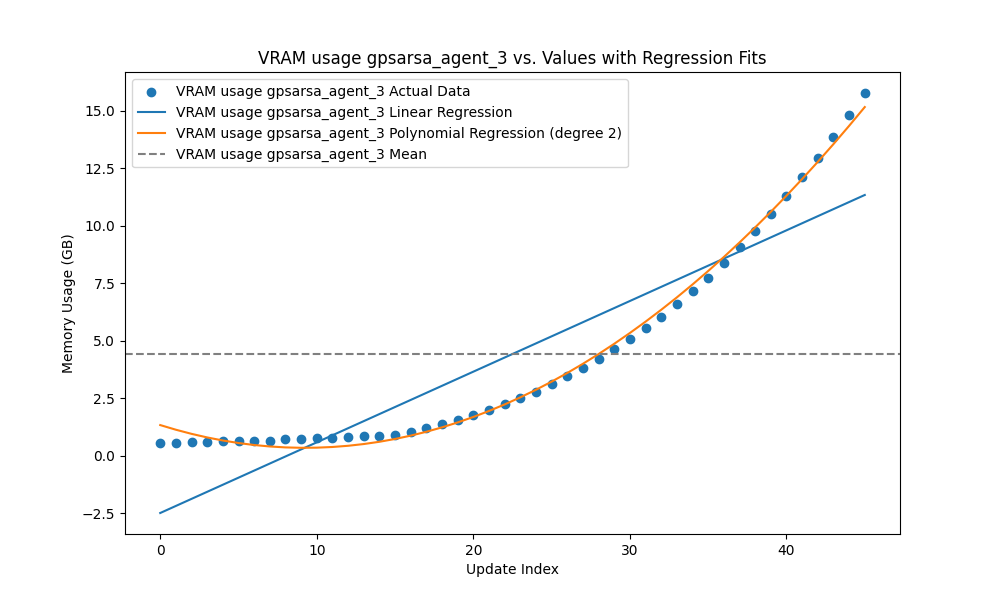 VRAM usage gpsarsa_agent_3 vs. Values with Regression Fits
VRAM usage gpsarsa_agent_3 Actual Data
VRAM usage gpsarsa_agent_3 Linear Regression
VRAM usage gpsarsa_agent_3 Polynomial Regression (degree 2)
VRAM usage gpsarsa_agent_3 Mean
Memory Usage (GB)
15.0
12.5
10.0
7.5
5.0
2.5
0.0
−2.5
0 10 20 30 40
Update Index